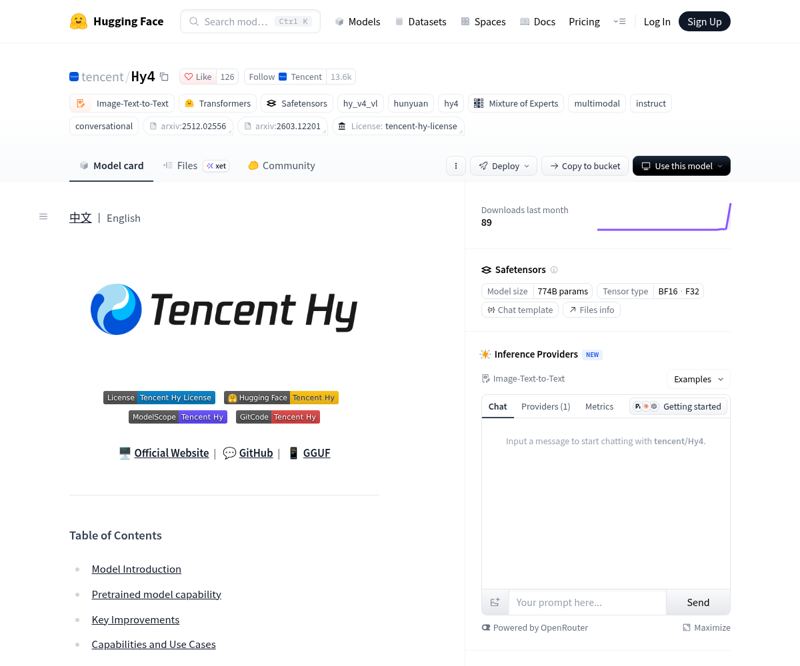 Hugging Face
Search mod…
Ctrl K
Models
Datasets
Spaces
Docs
Pricing
Log In
Sign Up
tencent / Hy4
Like 126
Follow Tencent 13.6k
Image-Text-to-Text
Transformers
Safetensors
hy_v4_vl
hunyuan
hy4
Mixture of Experts
multimodal
instruct
conversational
arxiv:2512.02556
arxiv:2603.12201
License: tencent-hy-license
Model card
Files
xet
Community
Deploy
Copy to bucket
Use this model
中文 | English
Tencent Hy
License Tencent Hy License
Hugging Face Tencent Hy
ModelScope Tencent Hy
GitCode Tencent Hy
Official Website | GitHub | GGUF
Table of Contents
Model Introduction
Pretrained model capability
Key Improvements
Capabilities and Use Cases
Downloads last month
89
Safetensors
Model size 774B params
Tensor type BF16 · F32
Chat template
Files info
Inference Providers NEW
Image-Text-to-Text
Examples
Chat
Providers (1)
Metrics
Getting started
Input a message to start chatting with tencent/Hy4.
Your prompt here...
Send
Powered by OpenRouter
Maximize